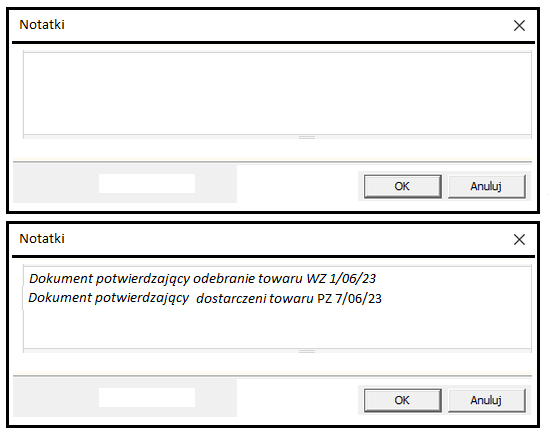 Notatki
OK
Anuluj
Notatki
Dokument potwierdzający odebranie towaru WZ 1/06/23
Dokument potwierdzający dostarczeni towaru PZ 7/06/23
OK
Anuluj